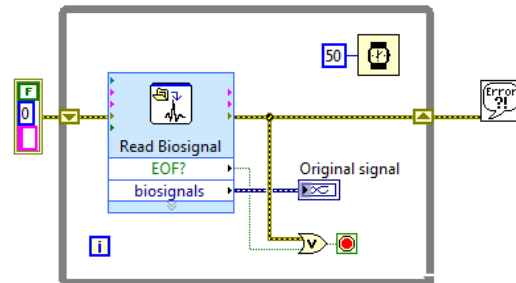 50
F
0
Error
?!
Read Biosignal
EOF?
biosignals
Original signal
V
i